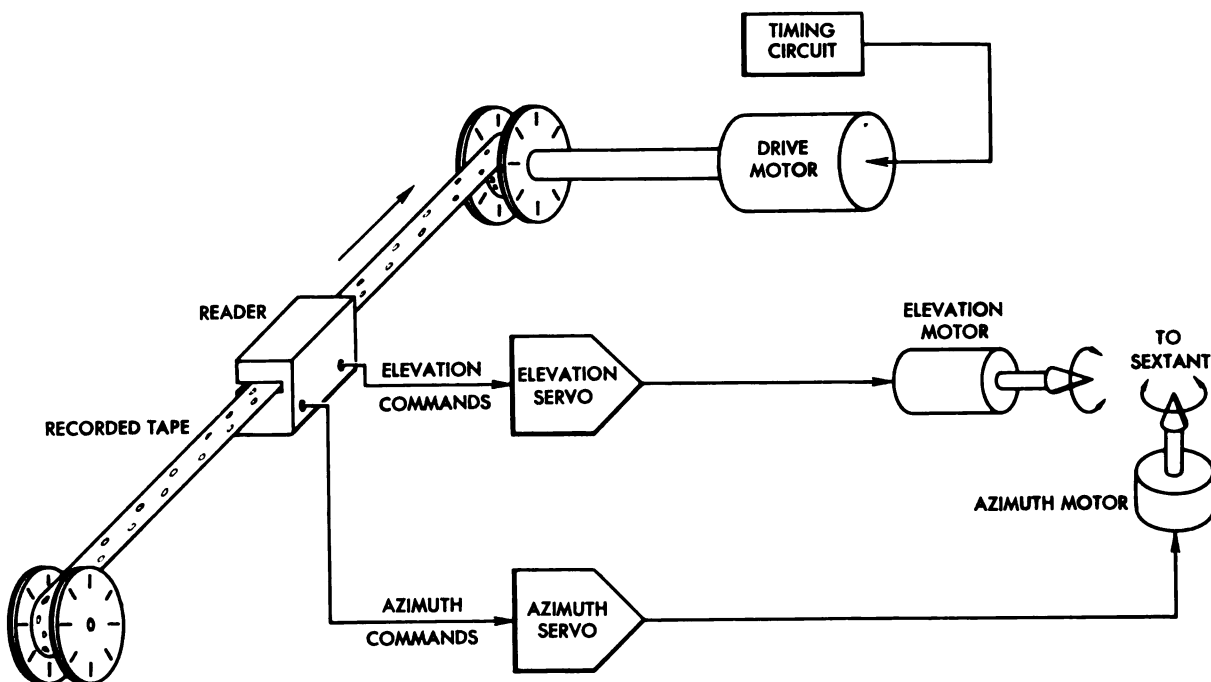 TIMING
CIRCUIT
DRIVE
MOTOR
READER
ELEVATION
MOTOR
TO
SEXTANT
ELEVATION
COMMANDS
ELEVATION
SERVO
RECORDED TAPE
AZIMUTH MOTOR
AZIMUTH
COMMANDS
AZIMUTH
SERVO